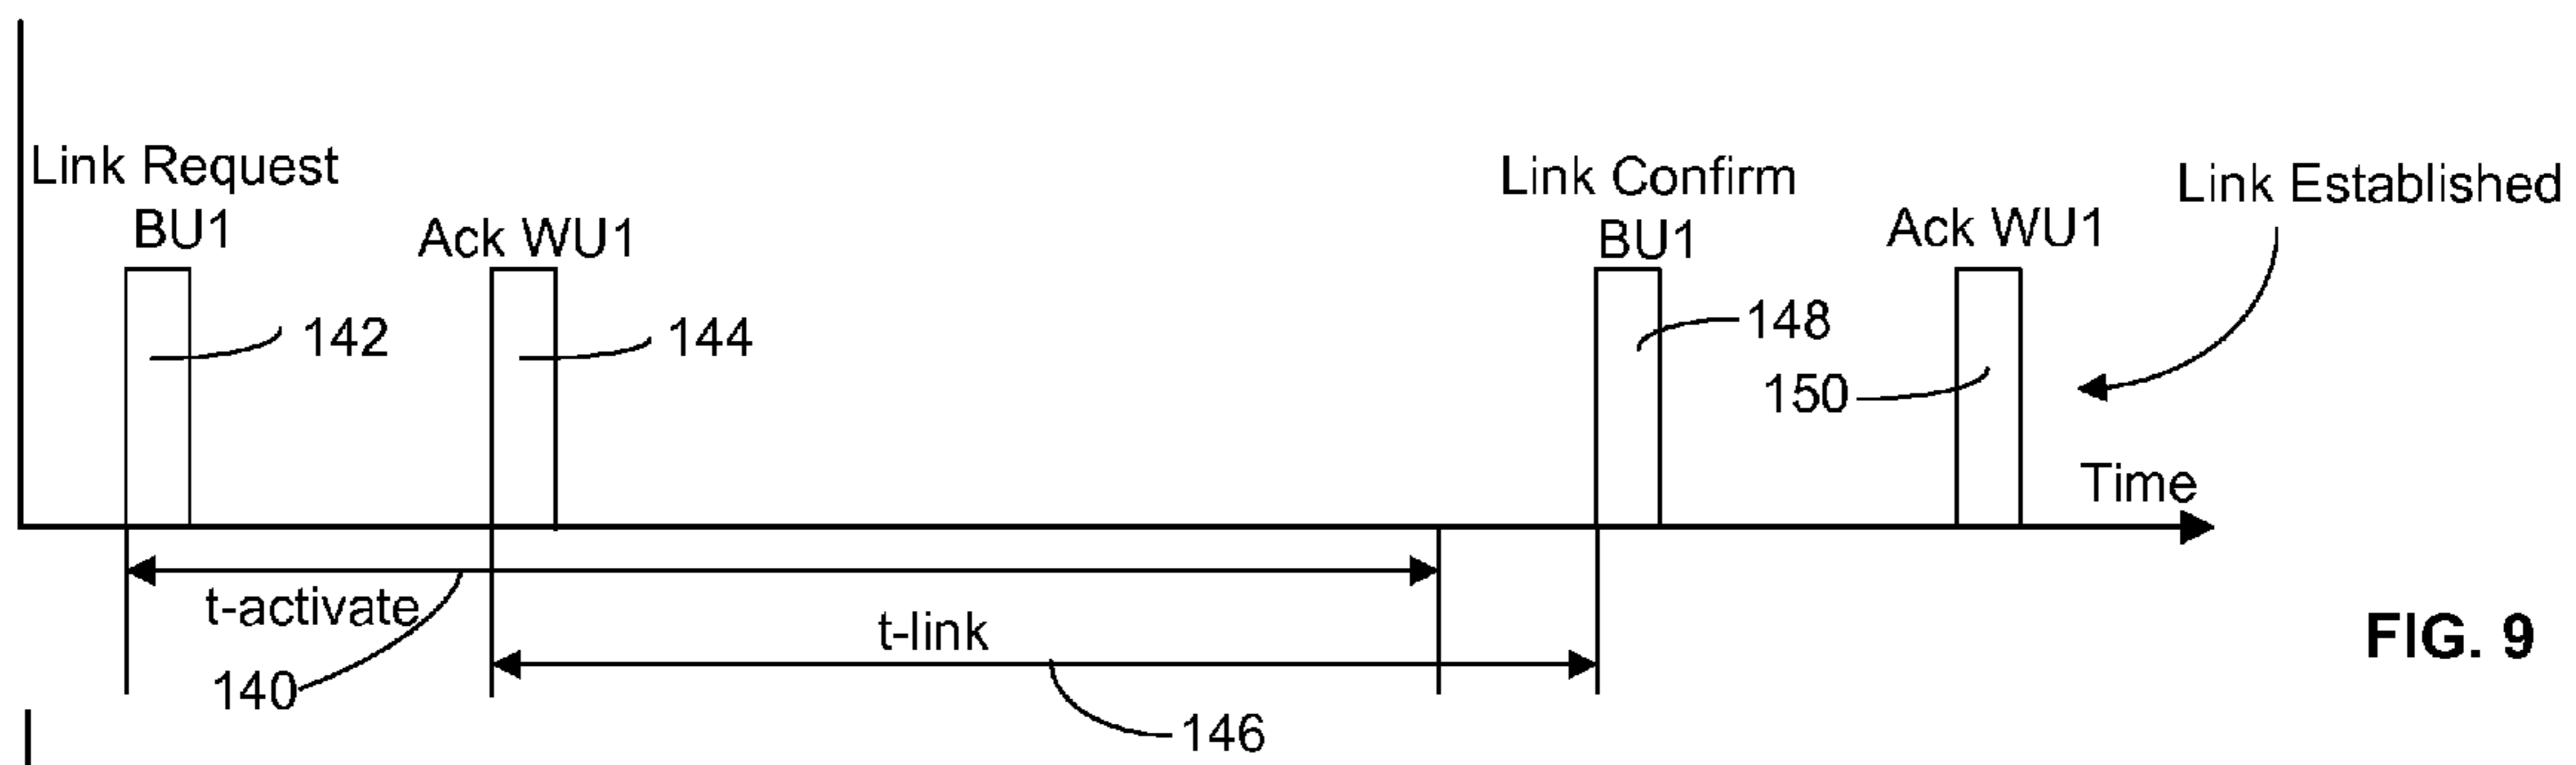 Link Request
BU1
Ack WU1
Link Confirm
BU1
Ack WU1
Link Established
142
144
148
150
Time
t-activate
t-link
140
146
FIG. 9